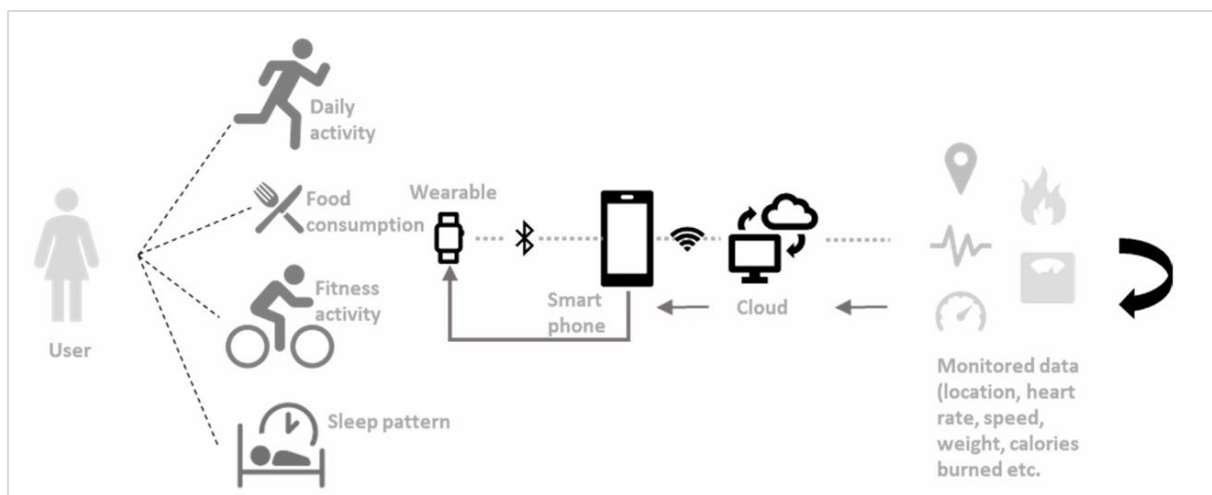 Daily
activity
Food
consumption
Wearable
Fitness
activity
Smart
phone
Cloud
User
Sleep pattern
Monitored data
(location, heart
rate, speed,
weight, calories
burned etc.